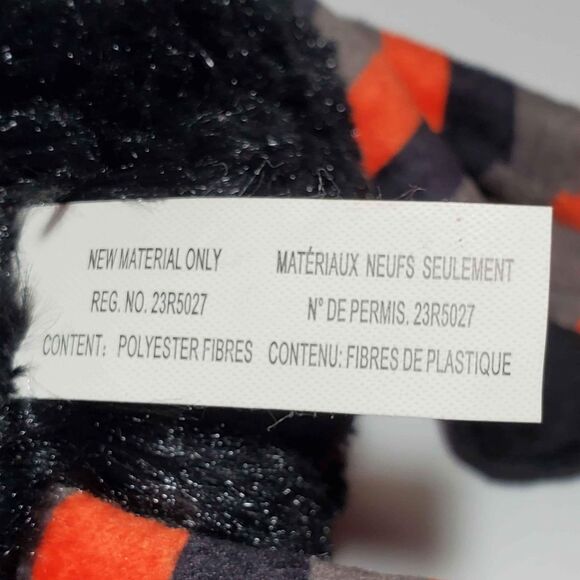 NEW MATERIAL ONLY
REG. NO. 23R5027
CONTENT: POLYESTER FIBRES
MATÉRIAUX NEUFS SEULEMENT
N° DE PERMIS. 23R5027
CONTENU: FIBRES DE PLASTIQUE